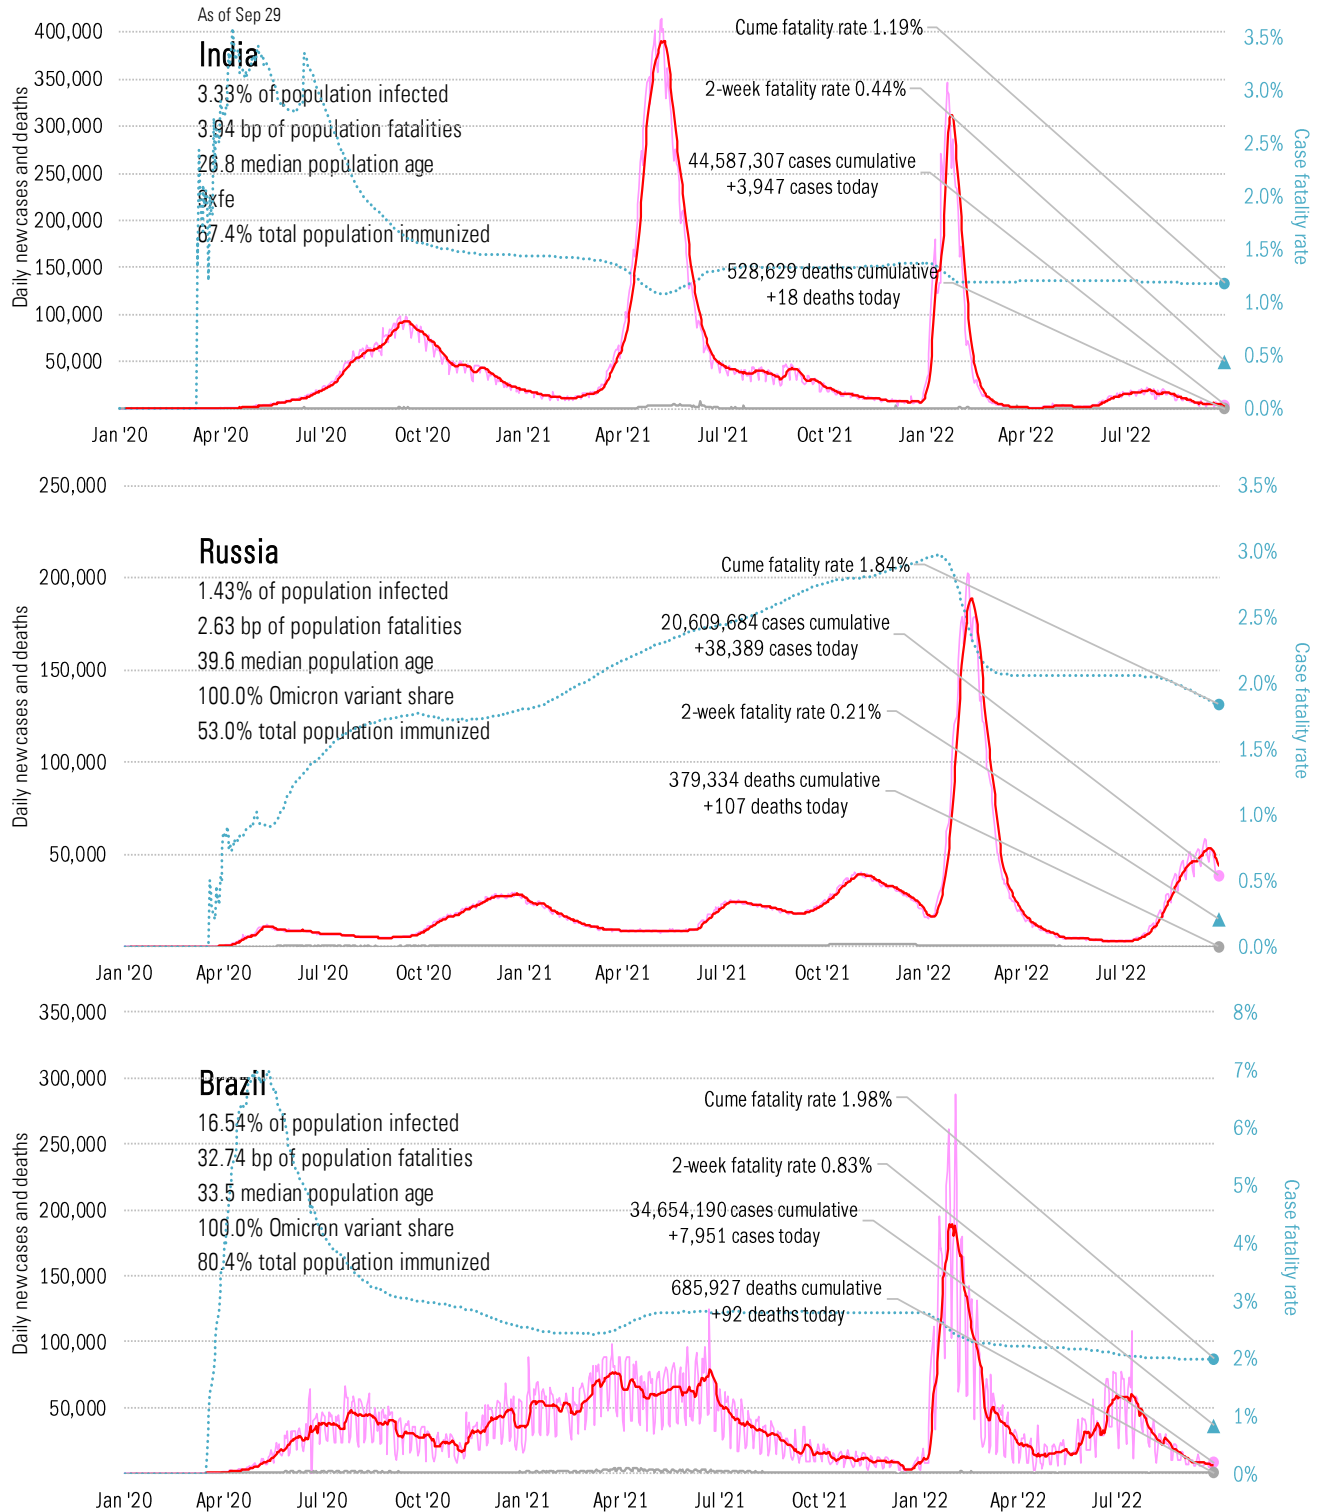 As of Sep 29
India
3.33% of population infected
3.94 bp of population fatalities
26.8 median population age
67.4% total population immunized
Cume fatality rate 1.19%
2-week fatality rate 0.44%
44,587,307 cases cumulative
+3,947 cases today
528,629 deaths cumulative
+18 deaths today
Daily new cases and deaths
400,000
350,000
300,000
250,000
200,000
150,000
100,000
50,000
3.5%
3.0%
2.5%
2.0%
1.5%
1.0%
0.5%
0.0%
Case fatality rate
Jan '20 Apr '20 Jul '20 Oct '20 Jan '21 Apr '21 Jul '21 Oct '21 Jan '22 Apr '22 Jul '22
Russia
1.43% of population infected
2.63 bp of population fatalities
39.6 median population age
100.0% Omicron variant share
53.0% total population immunized
Cume fatality rate 1.84%
20,609,684 cases cumulative
+38,389 cases today
2-week fatality rate 0.21%
379,334 deaths cumulative
+107 deaths today
Daily new cases and deaths
250,000
200,000
150,000
100,000
50,000
3.5%
3.0%
2.5%
2.0%
1.5%
1.0%
0.5%
0.0%
Case fatality rate
Jan '20 Apr '20 Jul '20 Oct '20 Jan '21 Apr '21 Jul '21 Oct '21 Jan '22 Apr '22 Jul '22
Brazil
16.54% of population infected
32.74 bp of population fatalities
33.5 median population age
100.0% Omicron variant share
80.4% total population immunized
Cume fatality rate 1.98%
2-week fatality rate 0.83%
34,654,190 cases cumulative
+7,951 cases today
685,927 deaths cumulative
+92 deaths today
Daily new cases and deaths
350,000
300,000
250,000
200,000
150,000
100,000
50,000
8%
7%
6%
5%
4%
3%
2%
1%
0%
Case fatality rate
Jan '20 Apr '20 Jul '20 Oct '20 Jan '21 Apr '21 Jul '21 Oct '21 Jan '22 Apr '22 Jul '22